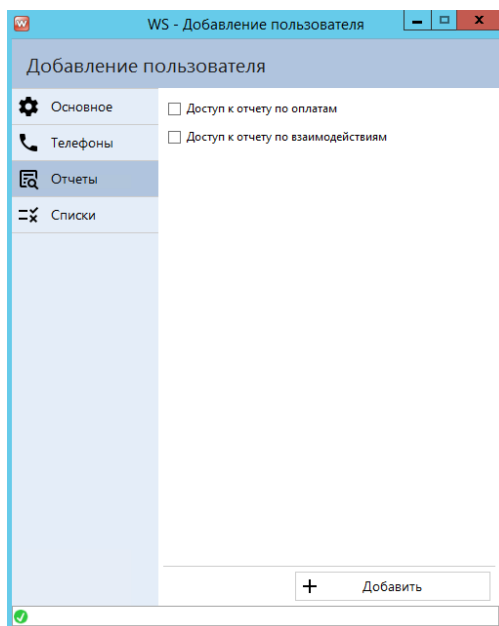 WS - Добавление пользователя
Добавление пользователя
Основное
Телефоны
Отчеты
Списки
Доступ к отчету по оплатам
Доступ к отчету по взаимодействиям
Добавить